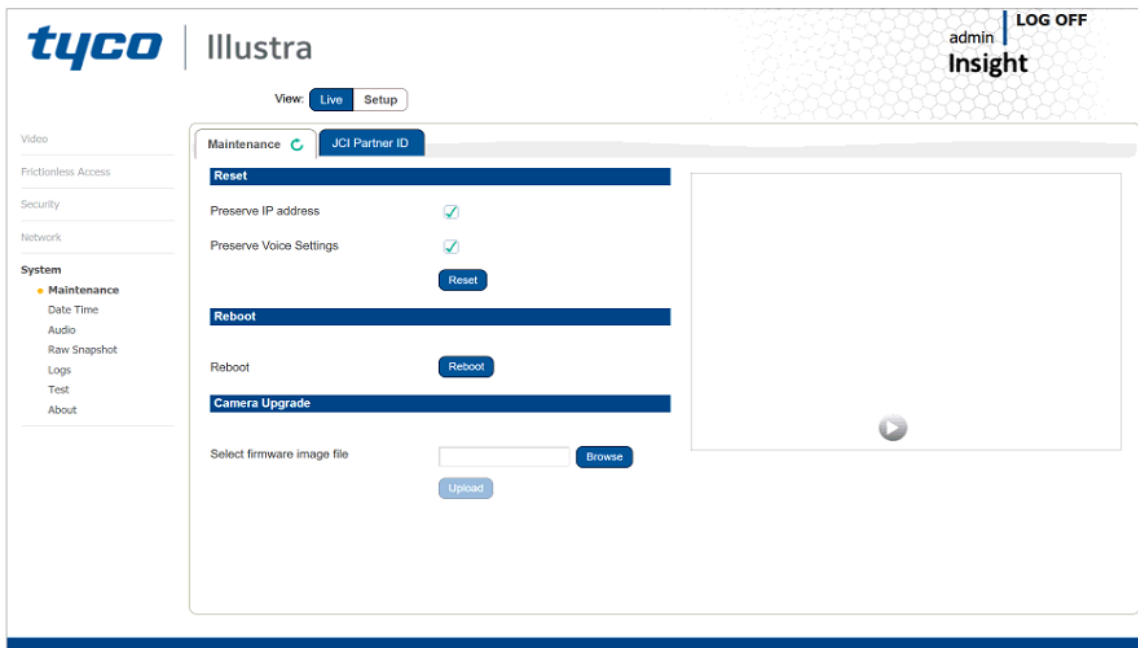 tyco Illustra
LOG OFF
admin
Insight
View: Live Setup
Video
Frictionless Access
Security
Network
System
Maintenance
Date Time
Audio
Raw Snapshot
Logs
Test
About
Maintenance JCI Partner ID
Reset
Preserve IP address
Preserve Voice Settings
Reset
Reboot
Reboot Reboot
Camera Upgrade
Select firmware image file Browse
Upload